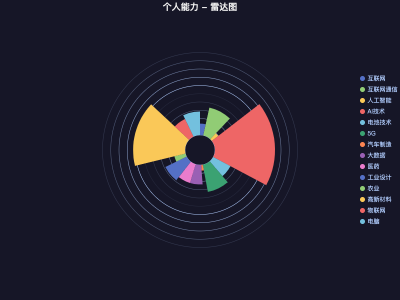 个人能力 – 雷达图
互联网
互联网通信
人工智能
AI技术
电池技术
5G
汽车制造
大数据
医药
工业设计
农业
高新材料
物联网
电脑